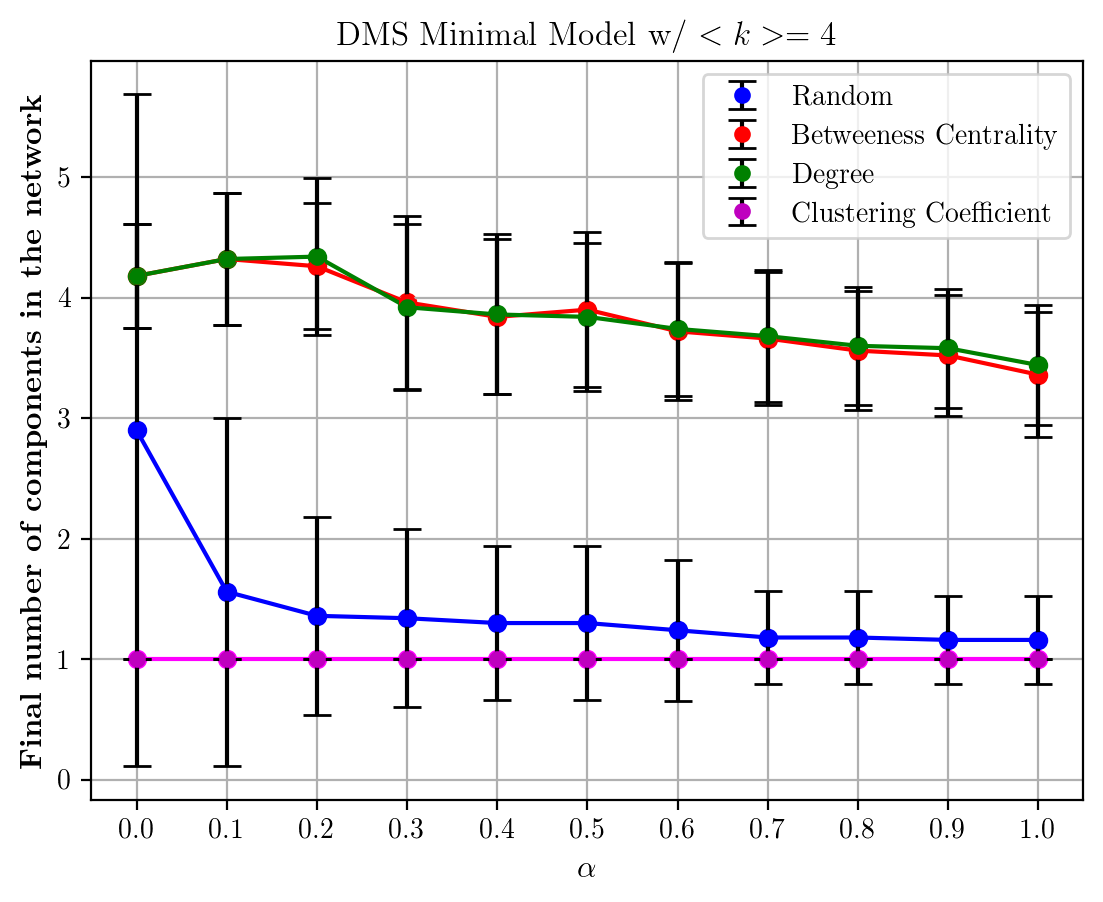 DMS Minimal Model w/ < k >= 4
Random
Betweeness Centrality
Degree
Clustering Coefficient
Final number of components in the network
5
4
3
2
1
0
0.0 0.1 0.2 0.3 0.4 0.5 0.6 0.7 0.8 0.9 1.0
α